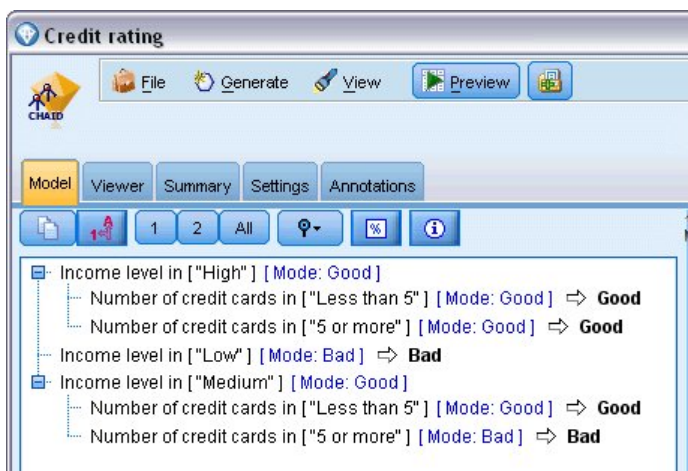 Credit rating
CHAID
File Generate View Preview
Model Viewer Summary Settings Annotations
1 2 All %
Income level in ["High"] [Mode: Good]
Number of credit cards in ["Less than 5"] [Mode: Good] ⇨ Good
Number of credit cards in ["5 or more"] [Mode: Good] ⇨ Good
Income level in ["Low"] [Mode: Bad] ⇨ Bad
Income level in ["Medium"] [Mode: Good]
Number of credit cards in ["Less than 5"] [Mode: Good] ⇨ Good
Number of credit cards in ["5 or more"] [Mode: Bad] ⇨ Bad